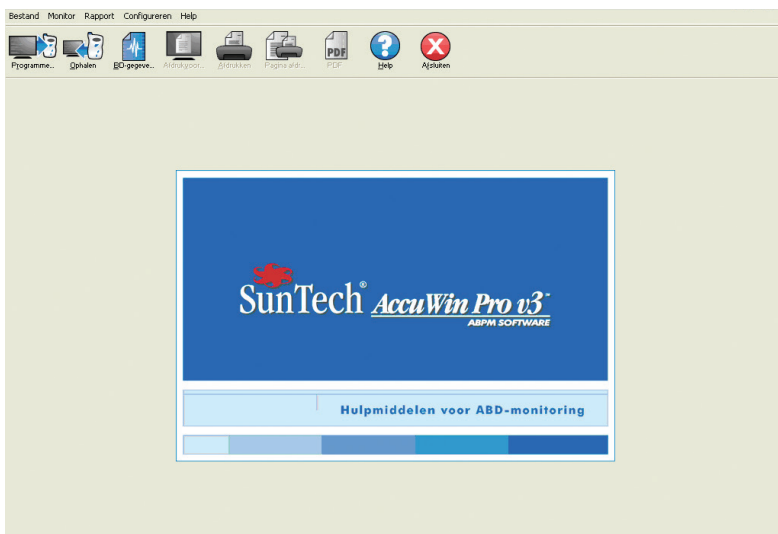 Bestand Monitor Rapport Configureren Help
Programme... Ophalen BD-gegeve... Afdrukvoor... Afdrukken Pagina afdr... PDF Help Afsluiten
PDF
SunTech® AccuWin Pro v3™
ABPM SOFTWARE
Hulpmiddelen voor ABD-monitoring